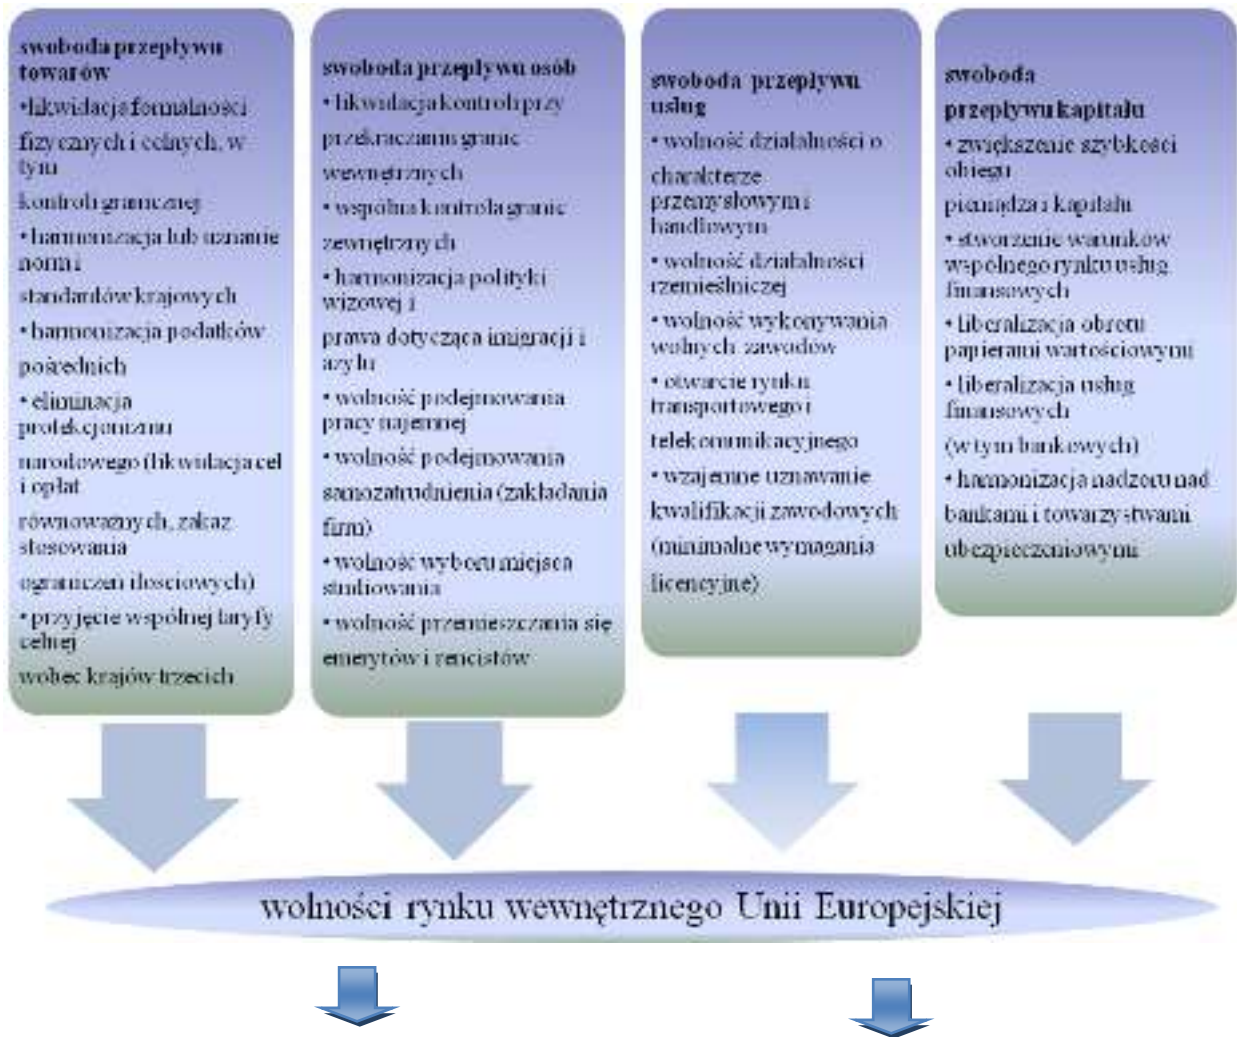 swoboda przepływu
towarów
•likwidacja formalności
fizycznych i celnych, w
tym
kontroli granicznej
•harmonizacja lub uznanie
norm i
standardów krajowych
•harmonizacja podatków
pośrednich
•eliminacja
protekcjonizmu
narodowego (likwidacja ceł
i opłat
równoważnych, zakaz
stosowania
ograniczeń ilościowych)
•przyjęcie wspólnej taryfy
celnej
wobec krajów trzecich
swoboda przepływu osób
• likwidacja kontroli przy
przekraczaniu granic
wewnętrznych
• wspólna kontrola granic
zewnętrznych
• harmonizacja polityki
wizowej i
prawa dotycząca imigracji i
azylu
• wolność podejmowania
pracy najemnej
• wolność podejmowania
samozatrudnienia (zakładania
firm)
• wolność wyboru miejsca
studiowania
• wolność przemieszczania się
emerytów i rencistów
swoboda przepływu
usług
• wolność działalności o
charakterze
przemysłowym i
handlowym
• wolność działalności
rzemieślniczej
• wolność wykonywania
wolnych zawodów
• otwarcie rynku
transportowego i
telekomunikacyjnego
• wzajemne uznawanie
kwalifikacji zawodowych
(minimalne wymagania
licencyjne)
swoboda
przepływu kapitału
• zwiększenie szybkości
obiegu
pieniądza i kapitału
• stworzenie warunków
wspólnego rynku usług
finansowych
• liberalizacja obrotu
papierami wartościowymi
• liberalizacja usług
finansowych
(w tym bankowych)
• harmonizacja nadzoru nad
bankami i towarzystwami
ubezpieczeniowymi
wolności rynku wewnętrznego Unii Europejskiej